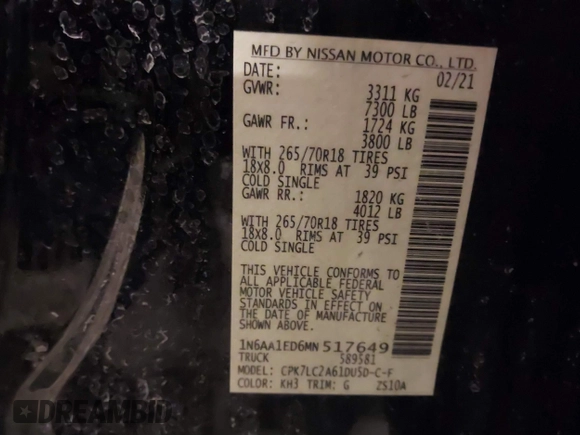 MFD BY NISSAN MOTOR CO., LTD.
DATE: 02/21
GVWR: 3311 KG
7300 LB
GAWR FR.: 1724 KG
3800 LB
WITH 265/70R18 TIRES
18X8.0 RIMS AT 39 PSI
COLD SINGLE
GAWR RR.: 1820 KG
4012 LB
WITH 265/70R18 TIRES
18X8.0 RIMS AT 39 PSI
COLD SINGLE
THIS VEHICLE CONFORMS TO
ALL APPLICABLE FEDERAL
MOTOR VEHICLE SAFETY
STANDARDS IN EFFECT ON
THE DATE OF MANUFACTURE
SHOWN ABOVE.
1N6AA1ED6MN517649
TRUCK 589581
MODEL: CPK7LC2A61DU5D-C-F
COLOR: KH3 TRIM: G ZS10A
DREAMBID